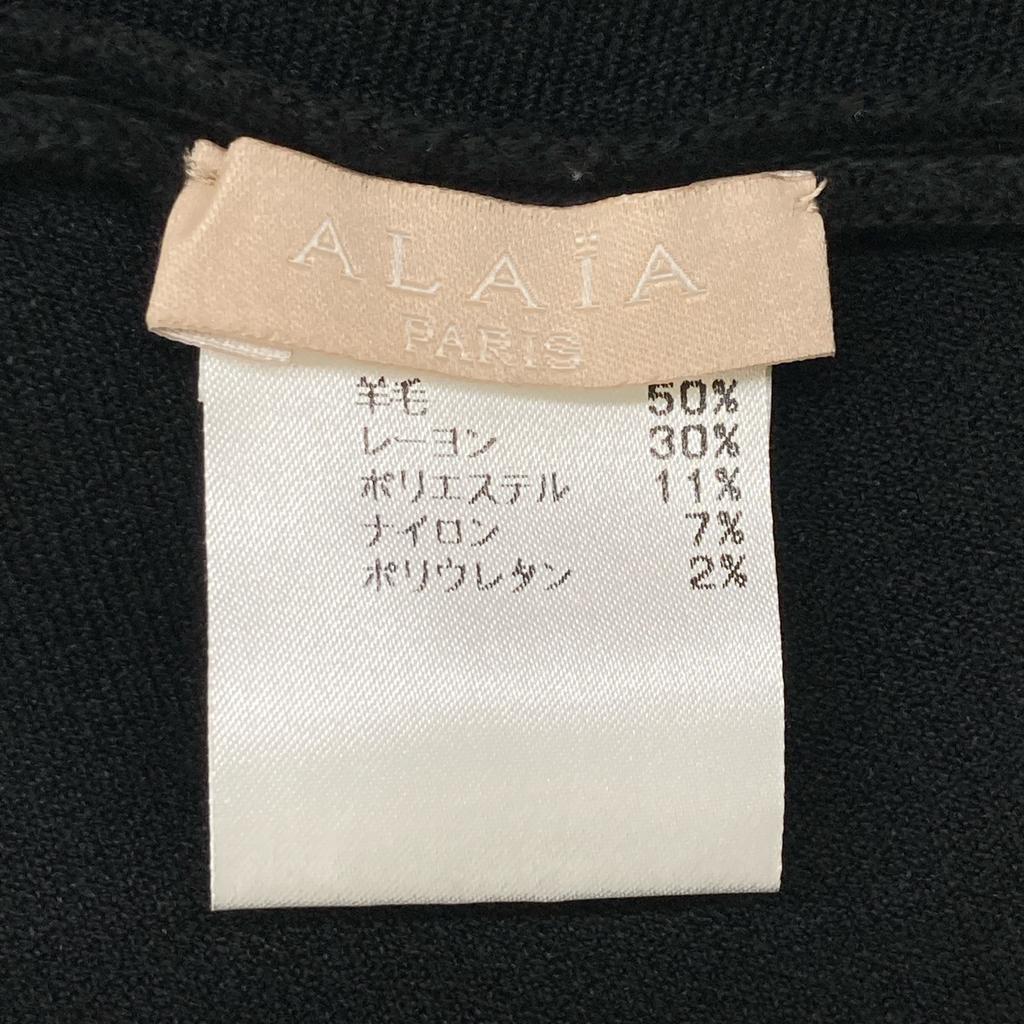 ALAÏA
PARIS
羊毛 50%
レーヨン 30%
ポリエステル 11%
ナイロン 7%
ポリウレタン 2%